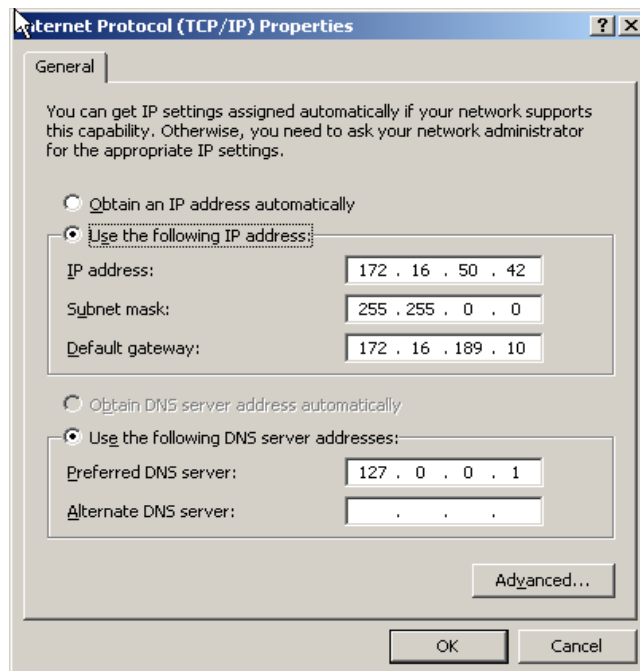 nternet Protocol (TCP/IP) Properties
General
You can get IP settings assigned automatically if your network supports
this capability. Otherwise, you need to ask your network administrator
for the appropriate IP settings.
Obtain an IP address automatically
Use the following IP address:
IP address: 172 . 16 . 50 . 42
Subnet mask: 255 . 255 . 0 . 0
Default gateway: 172 . 16 . 189 . 10
Obtain DNS server address automatically
Use the following DNS server addresses:
Preferred DNS server: 127 . 0 . 0 . 1
Alternate DNS server: . . .
Advanced...
OK Cancel